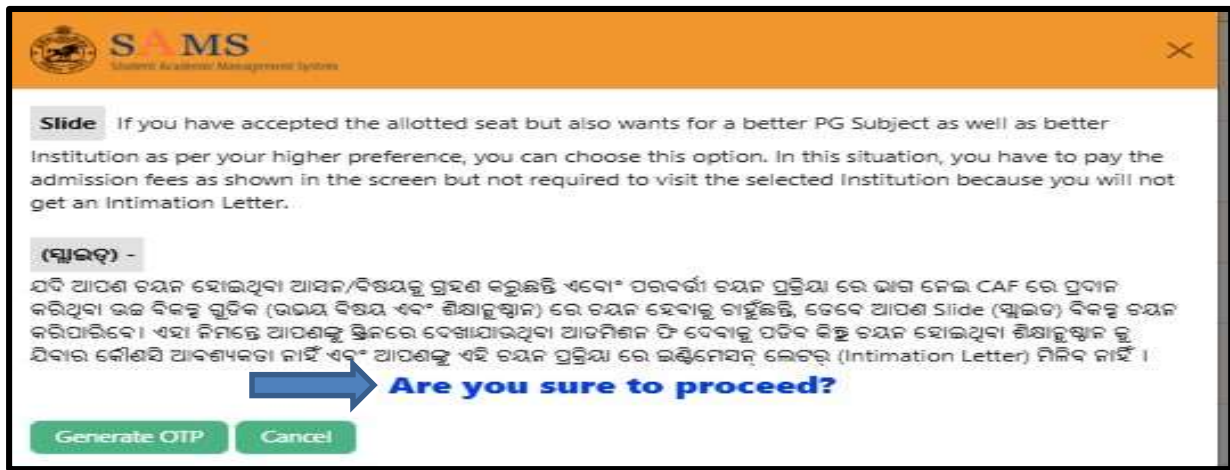 SAMS
Student Academic Management System
×
Slide If you have accepted the allotted seat but also wants for a better PG Subject as well as better
Institution as per your higher preference, you can choose this option. In this situation, you have to pay the
admission fees as shown in the screen but not required to visit the selected Institution because you will not
get an Intimation Letter.
(ସ୍ଲାଇଡ୍) -
ଯଦି ଆପଣ ଚୟନ ହୋଇଥିବା ଆସନ/ବିଷୟକୁ ଗ୍ରହଣ କରୁଛନ୍ତି ଏବେଂ ପରବର୍ତ୍ତୀ ଚୟନ ପ୍ରକ୍ରିୟା ରେ ଭାଗ ନେଇ CAF ରେ ପ୍ରଦାନ
କରିଥିବା ଉଚ୍ଚ ବିକଳ୍ପ ଗୁଡିକ (ଉଭୟ ବିଷୟ ଏବଂ ଶିକ୍ଷାନୁଷ୍ଠାନ) ରେ ଚୟନ ହେବାକୁ ଚାହୁଁଛନ୍ତି, ତେବେ ଆପଣ Slide (ସ୍ଲାଇଡ) ବିକଳ୍ପ ଚୟନ
କରିପାରିବେ। ଏହା ନିମନ୍ତେ ଆପଣଙ୍କୁ ସ୍କ୍ରିନରେ ଦେଖାଯାଉଥିବା ଆଡମିଶନ ଫି ଦେବାକୁ ପଡିବ କିନ୍ତୁ ଚୟନ ହୋଇଥିବା ଶିକ୍ଷାନୁଷ୍ଠାନ କୁ
ଯିବାର କୌଣସି ଆବଶ୍ୟକତା ନାହିଁ ଏବଂ ଆପଣଙ୍କୁ ଏହି ଚୟନ ପ୍ରକ୍ରିୟା ରେ ଇଣ୍ଟିମେସନ୍ ଲେଟର୍ (Intimation Letter) ମିଳିବ ନାହିଁ ।
Are you sure to proceed?
Generate OTP Cancel